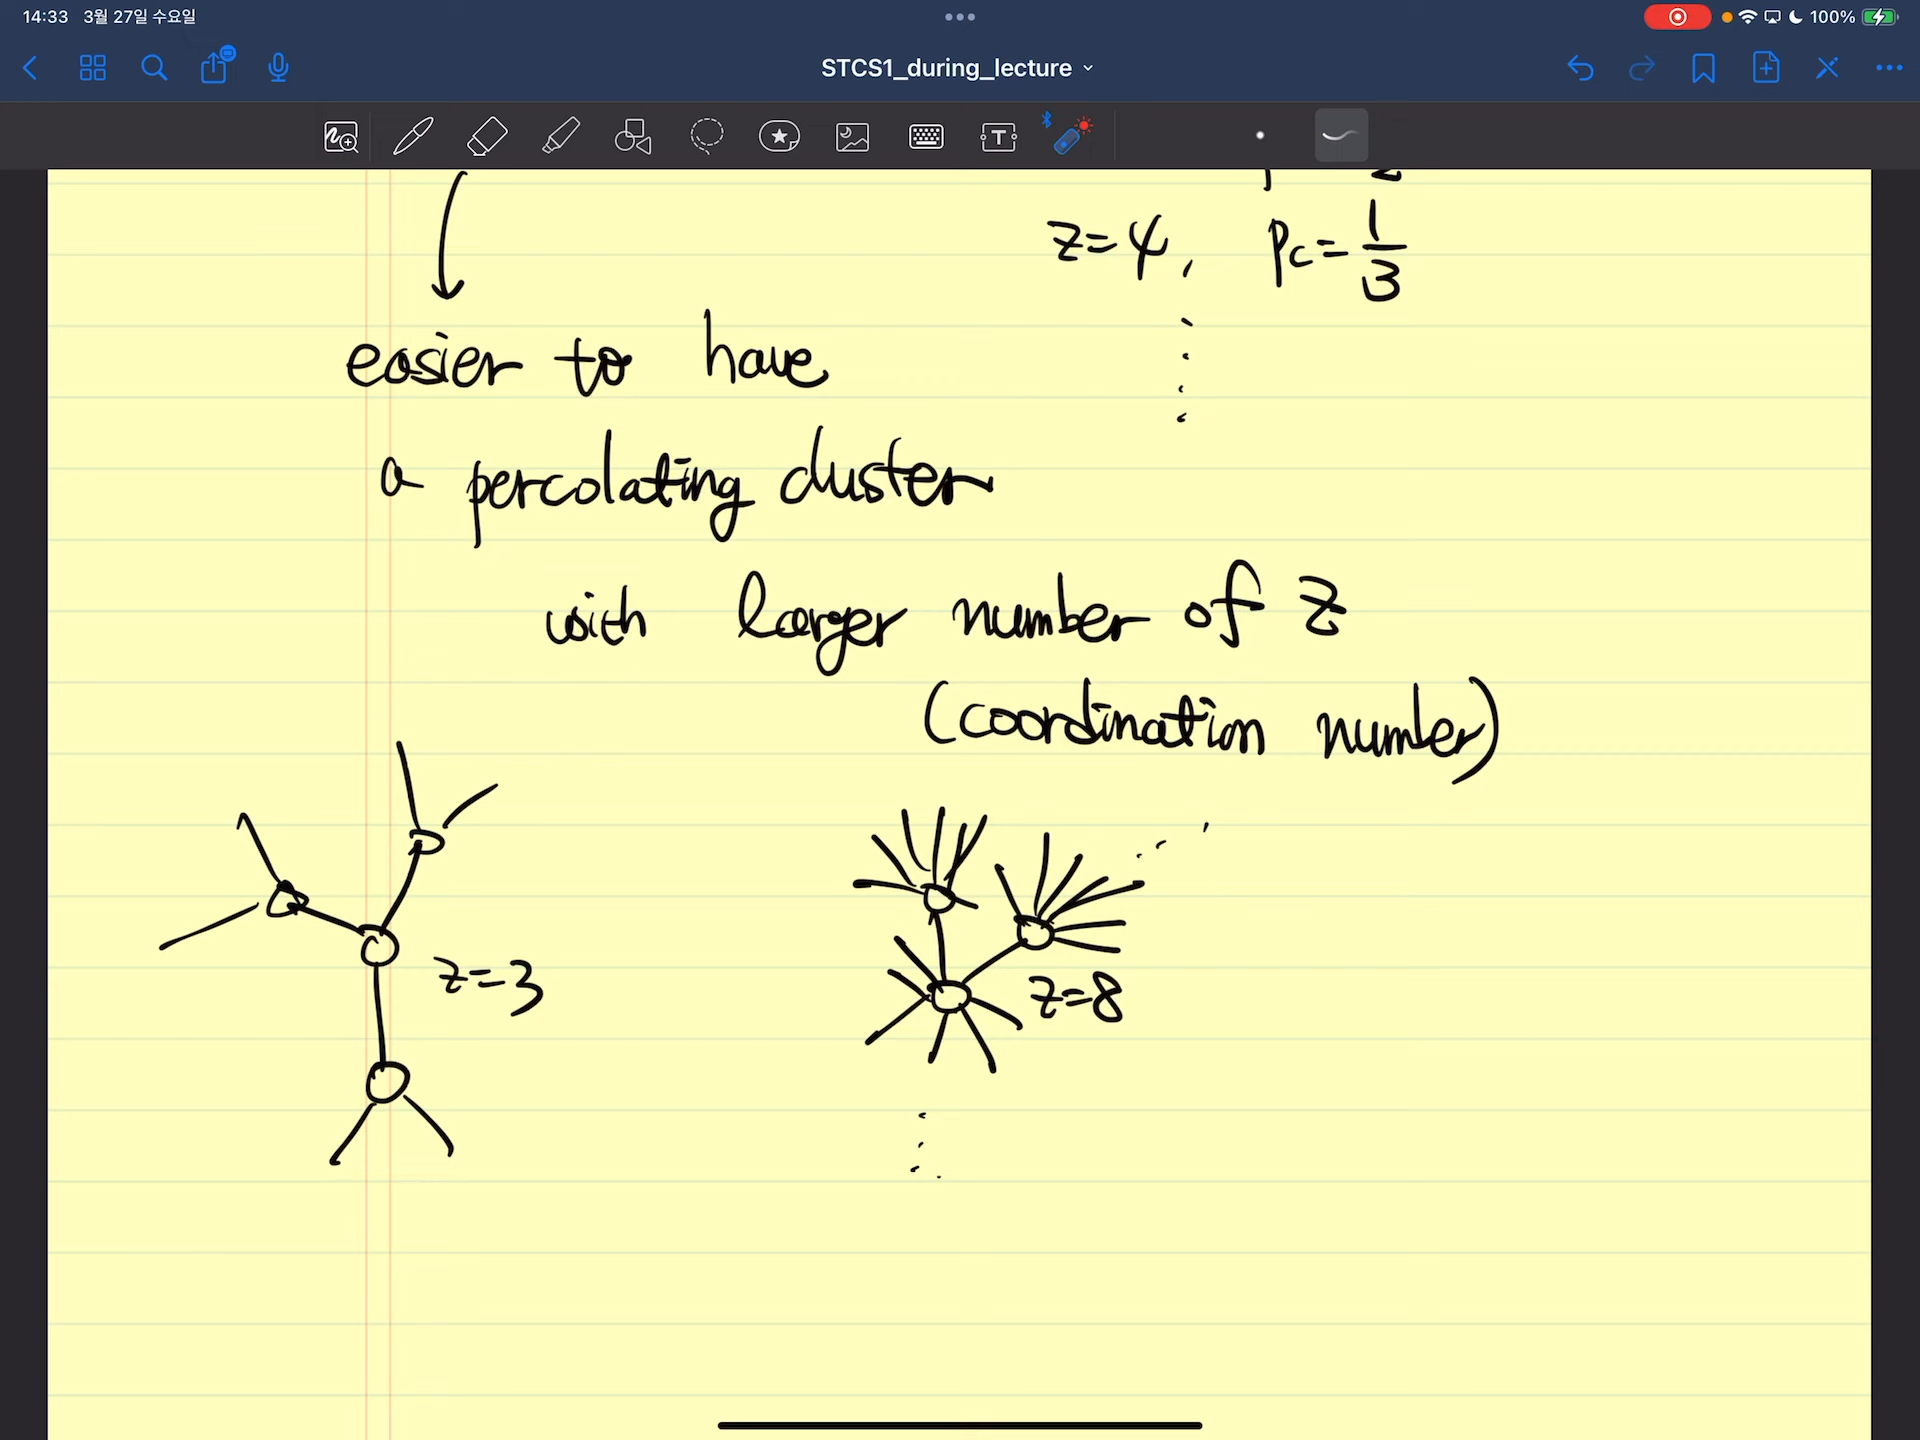 14:33 3월 27일 수요일
100%
STCS1_during_lecture
z=4, Pc=1/3
easier to have
a percolating cluster
with larger number of z
(coordination number)
z=3
z=8